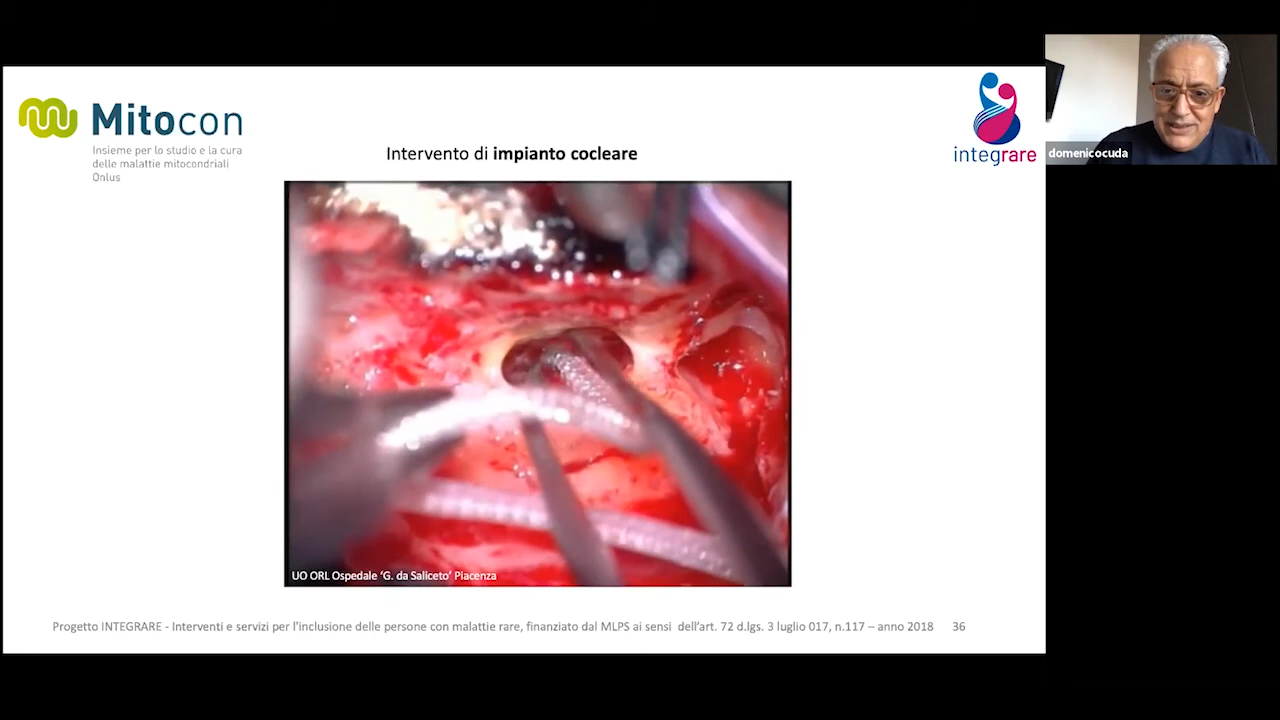 Mitocon
Insieme per lo studio e la cura
delle malattie mitocondriali
Onlus
integrare
domenicocuda
Intervento di impianto cocleare
UO ORL Ospedale 'G. da Saliceto' Piacenza
Progetto INTEGRARE - Interventi e servizi per l'inclusione delle persone con malattie rare, finanziato dal MLPS ai sensi dell'art. 72 d.lgs. 3 luglio 017, n.117 – anno 2018 36